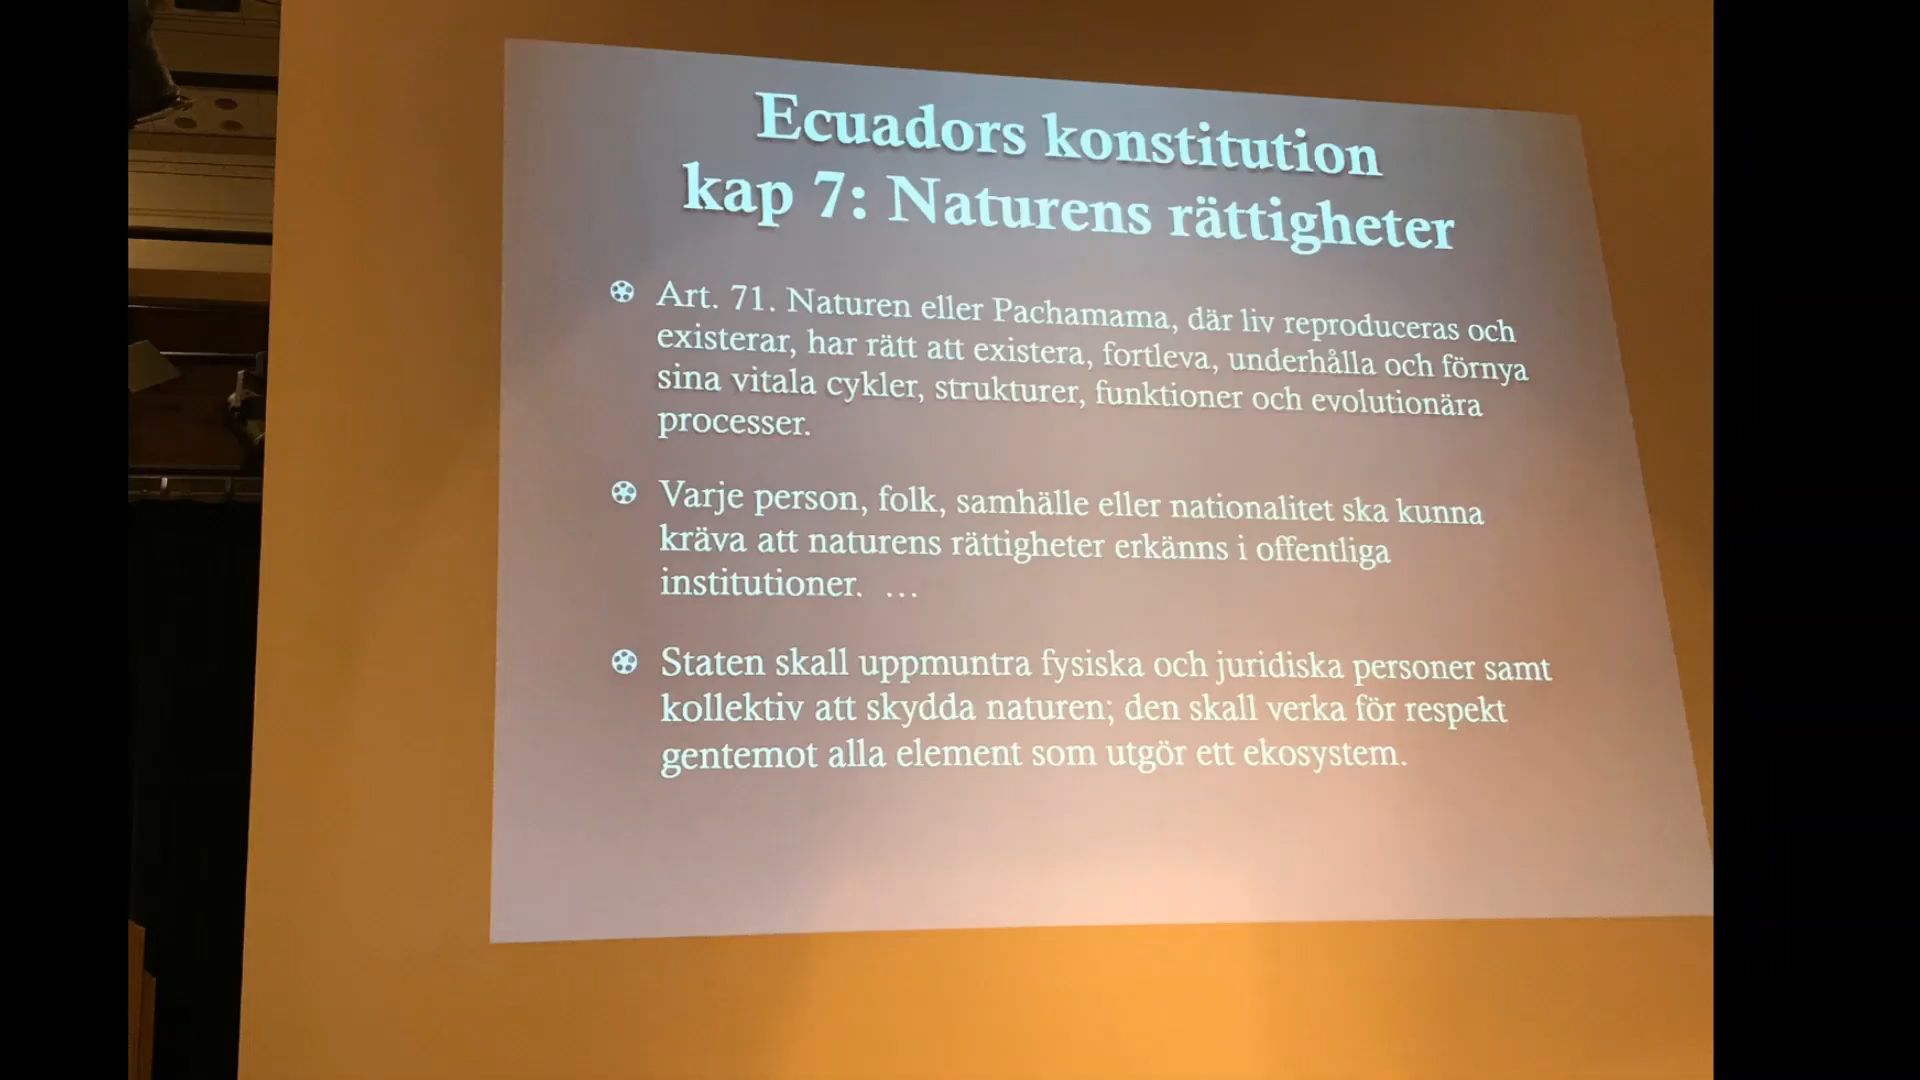 Ecuadors konstitution
kap 7: Naturens rättigheter
Art. 71. Naturen eller Pachamama, där liv reproduceras och
existerar, har rätt att existera, fortleva, underhålla och förnya
sina vitala cykler, strukturer, funktioner och evolutionära
processer.
Varje person, folk, samhälle eller nationalitet ska kunna
kräva att naturens rättigheter erkänns i offentliga
institutioner. …
Staten skall uppmuntra fysiska och juridiska personer samt
kollektiv att skydda naturen; den skall verka för respekt
gentemot alla element som utgör ett ekosystem.